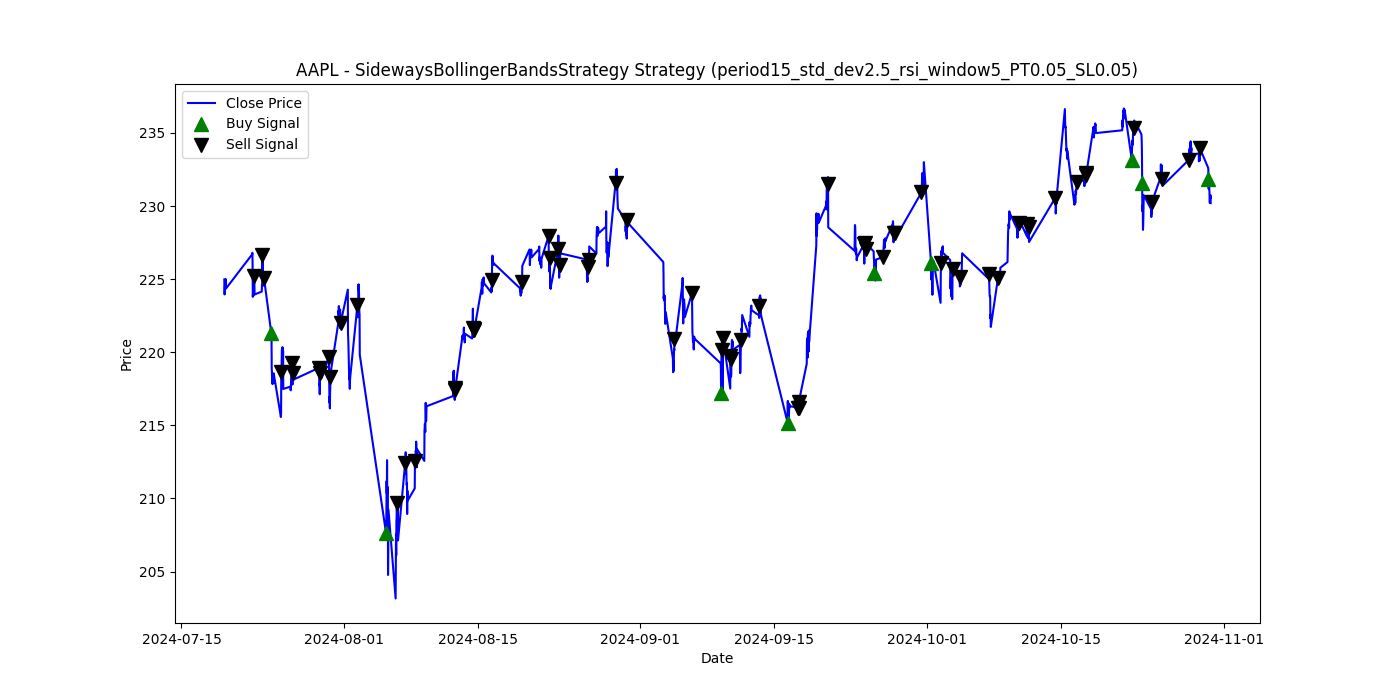 AAPL - SidewaysBollingerBandsStrategy Strategy (period15_std_dev2.5_rsi_window5_PT0.05_SL0.05)
Close Price
Buy Signal
Sell Signal
Price
235
230
225
220
215
210
205
2024-07-15 2024-08-01 2024-08-15 2024-09-01 2024-09-15 2024-10-01 2024-10-15 2024-11-01
Date